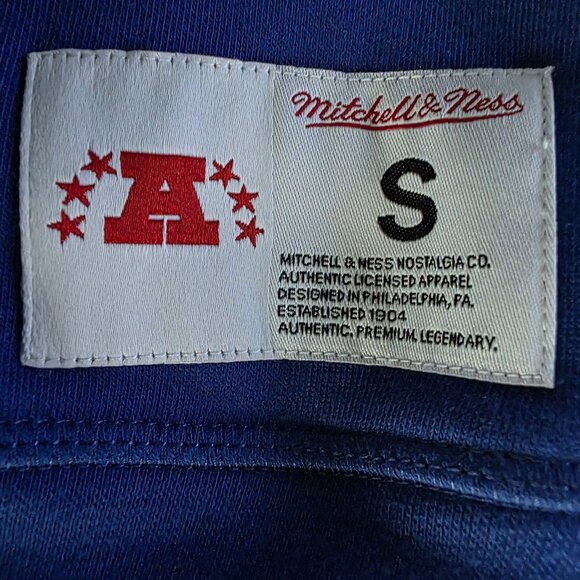 A
Mitchell & Ness
S
MITCHELL & NESS NOSTALGIA CO.
AUTHENTIC LICENSED APPAREL
DESIGNED IN PHILADELPHIA, PA.
ESTABLISHED 1904
AUTHENTIC. PREMIUM. LEGENDARY.